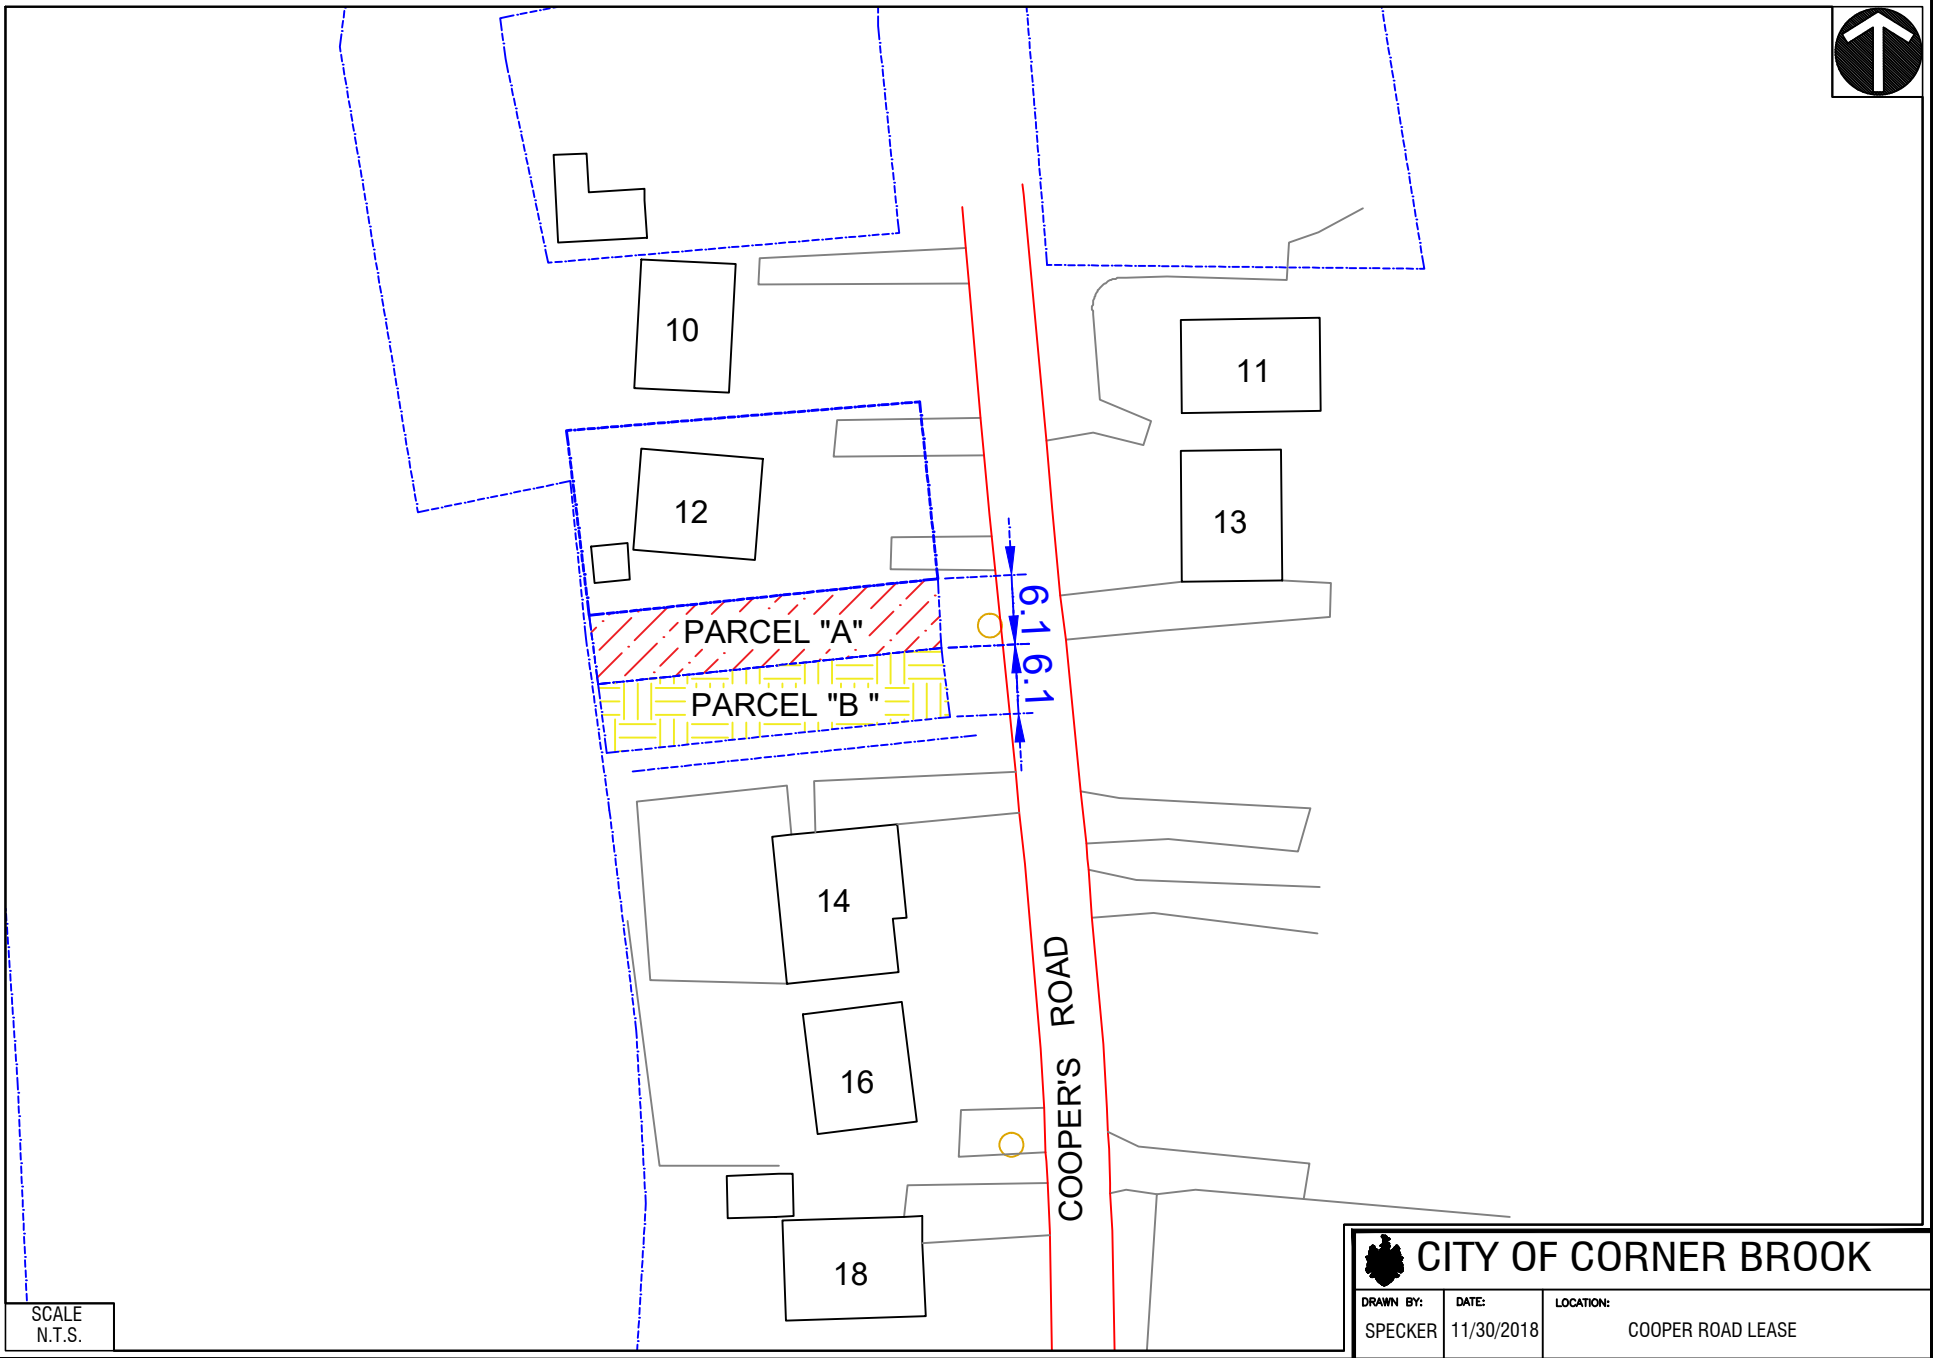 10
11
12
13
6.1
PARCEL "A"
6.1
PARCEL "B "
14
COOPER'S ROAD
16
18
SCALE
N.T.S.
CITY OF CORNER BROOK
DRAWN BY:
SPECKER
DATE:
11/30/2018
LOCATION:
COOPER ROAD LEASE